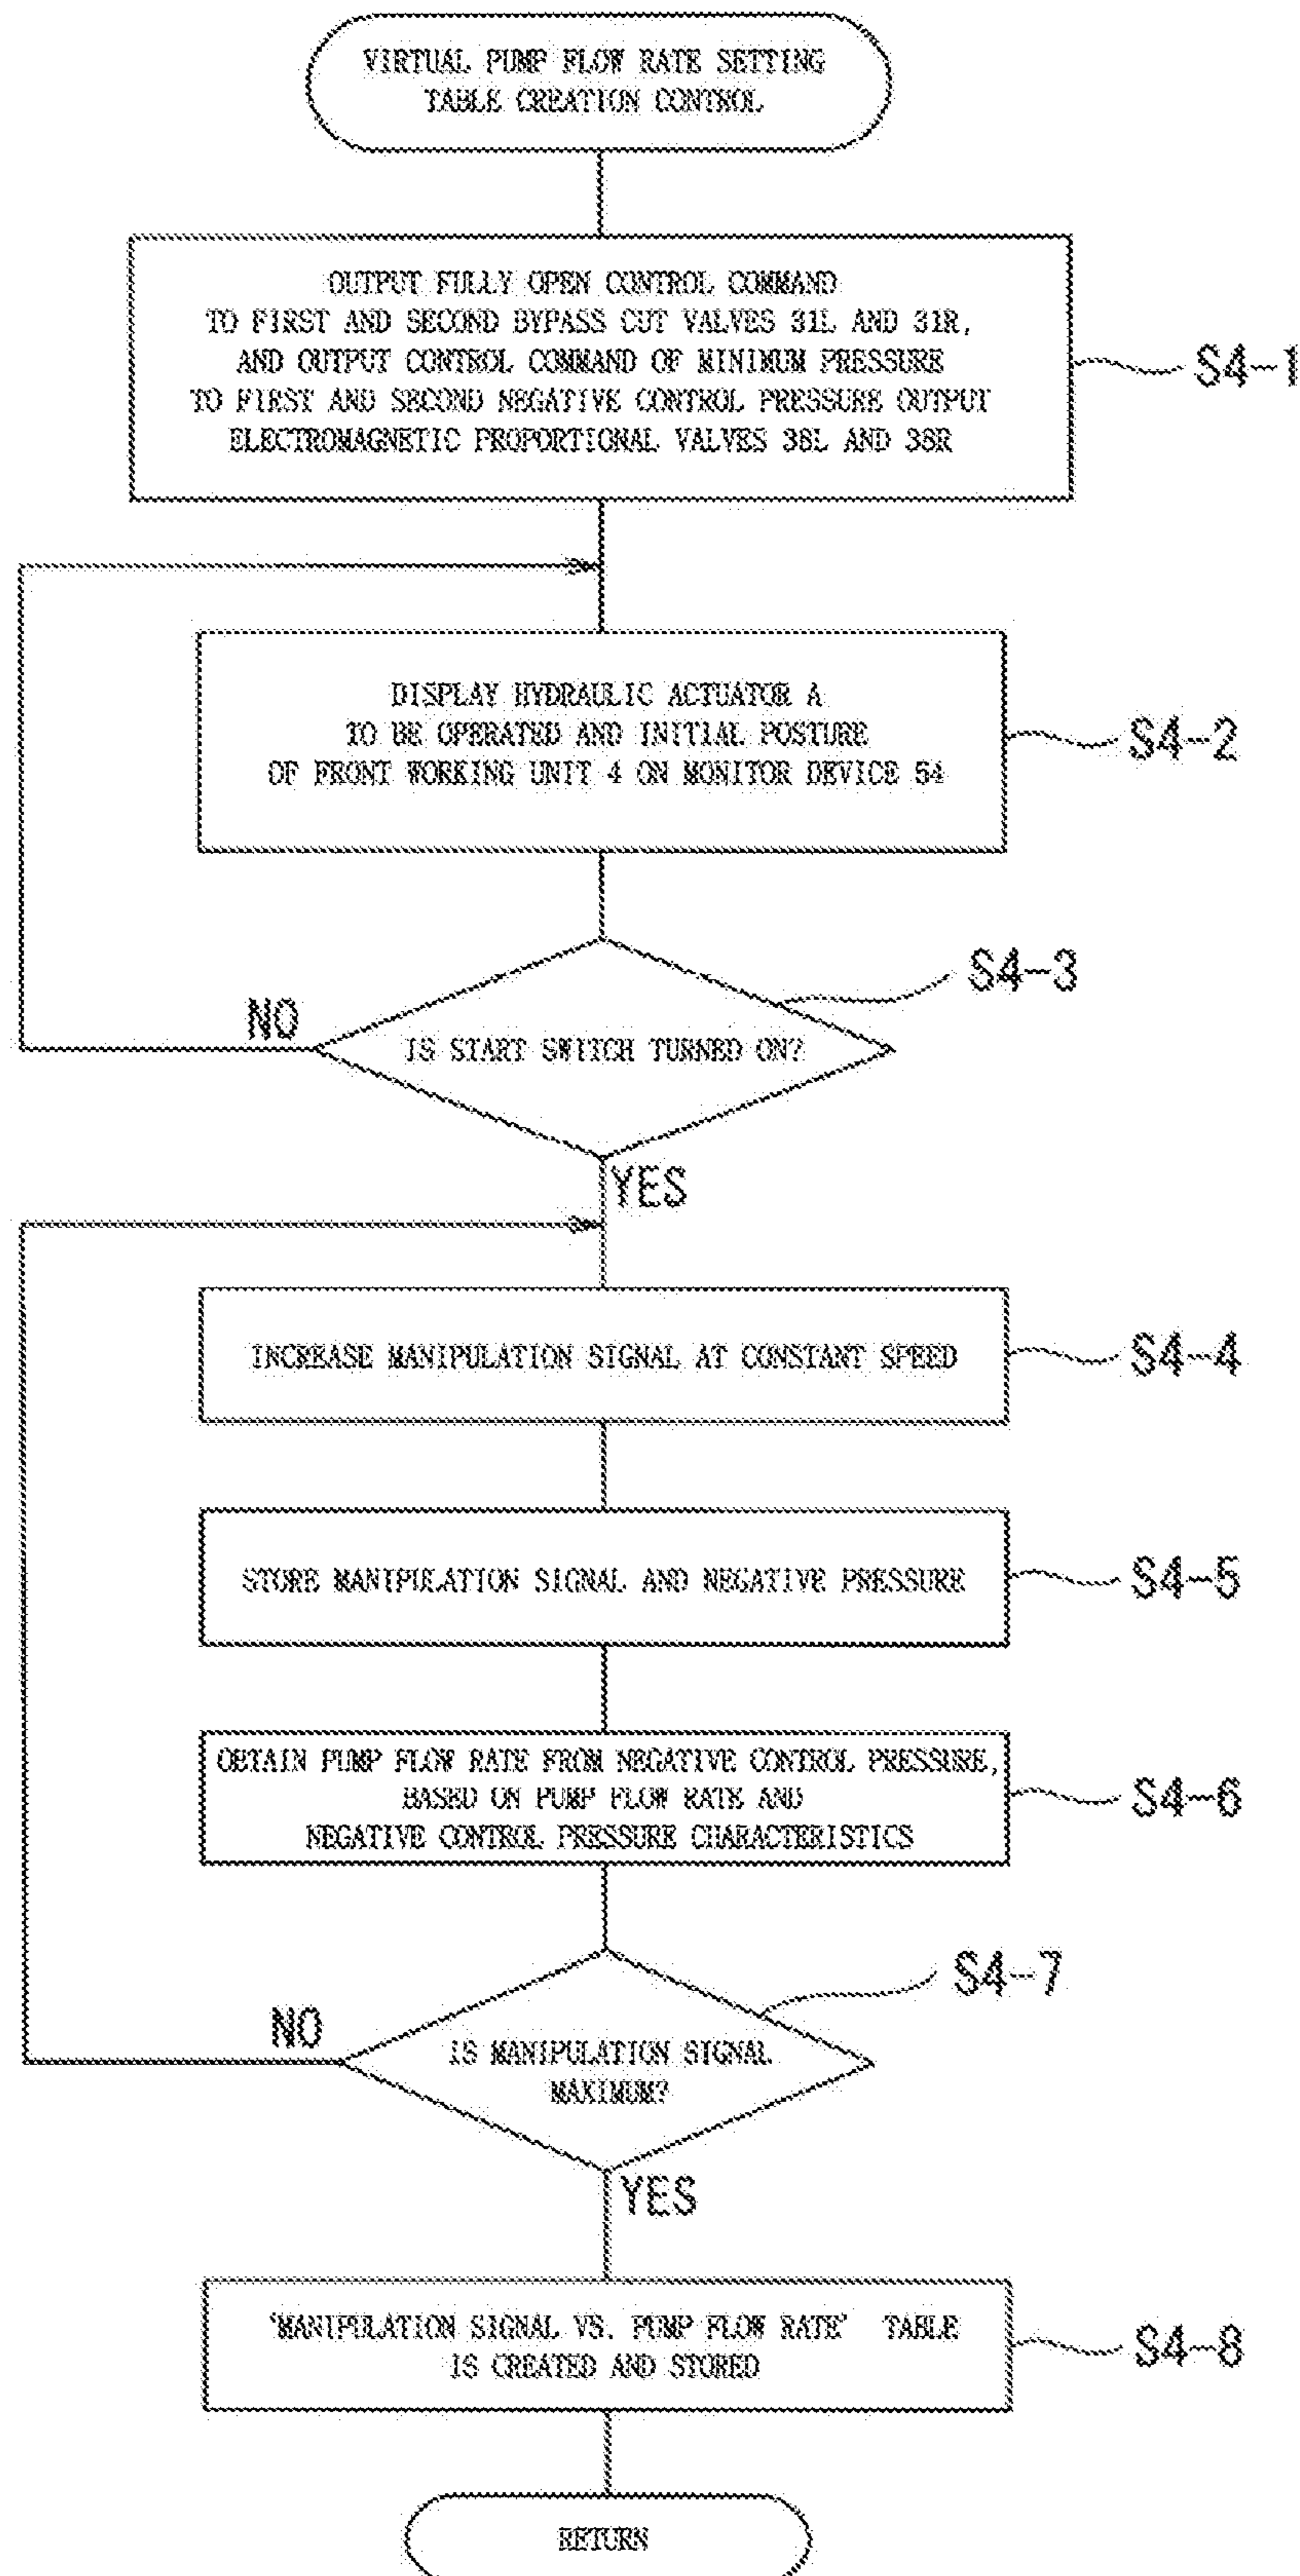 VIRTUAL PUMP FLOW RATE SETTING
TABLE CREATION CONTROL
OUTPUT FULLY OPEN CONTROL COMMAND
TO FIRST AND SECOND BYPASS CUT VALVES 31L AND 31R,
AND OUTPUT CONTROL COMMAND OF MINIMUM PRESSURE
TO FIRST AND SECOND NEGATIVE CONTROL PRESSURE OUTPUT
ELECTROMAGNETIC PROPORTIONAL VALVES 38L AND 38R
S4-1
DISPLAY HYDRAULIC ACTUATOR A
TO BE OPERATED AND INITIAL POSTURE
OF FRONT WORKING UNIT 4 ON MONITOR DEVICE 54
S4-2
S4-3
NO
IS START SWITCH TURNED ON?
YES
INCREASE MANIPULATION SIGNAL AT CONSTANT SPEED
S4-4
STORE MANIPULATION SIGNAL AND NEGATIVE PRESSURE
S4-5
OBTAIN PUMP FLOW RATE FROM NEGATIVE CONTROL PRESSURE,
BASED ON PUMP FLOW RATE AND
NEGATIVE CONTROL PRESSURE CHARACTERISTICS
S4-6
S4-7
NO
IS MANIPULATION SIGNAL
MAXIMUM?
YES
'MANIPULATION SIGNAL VS. PUMP FLOW RATE' TABLE
IS CREATED AND STORED
S4-8
RETURN